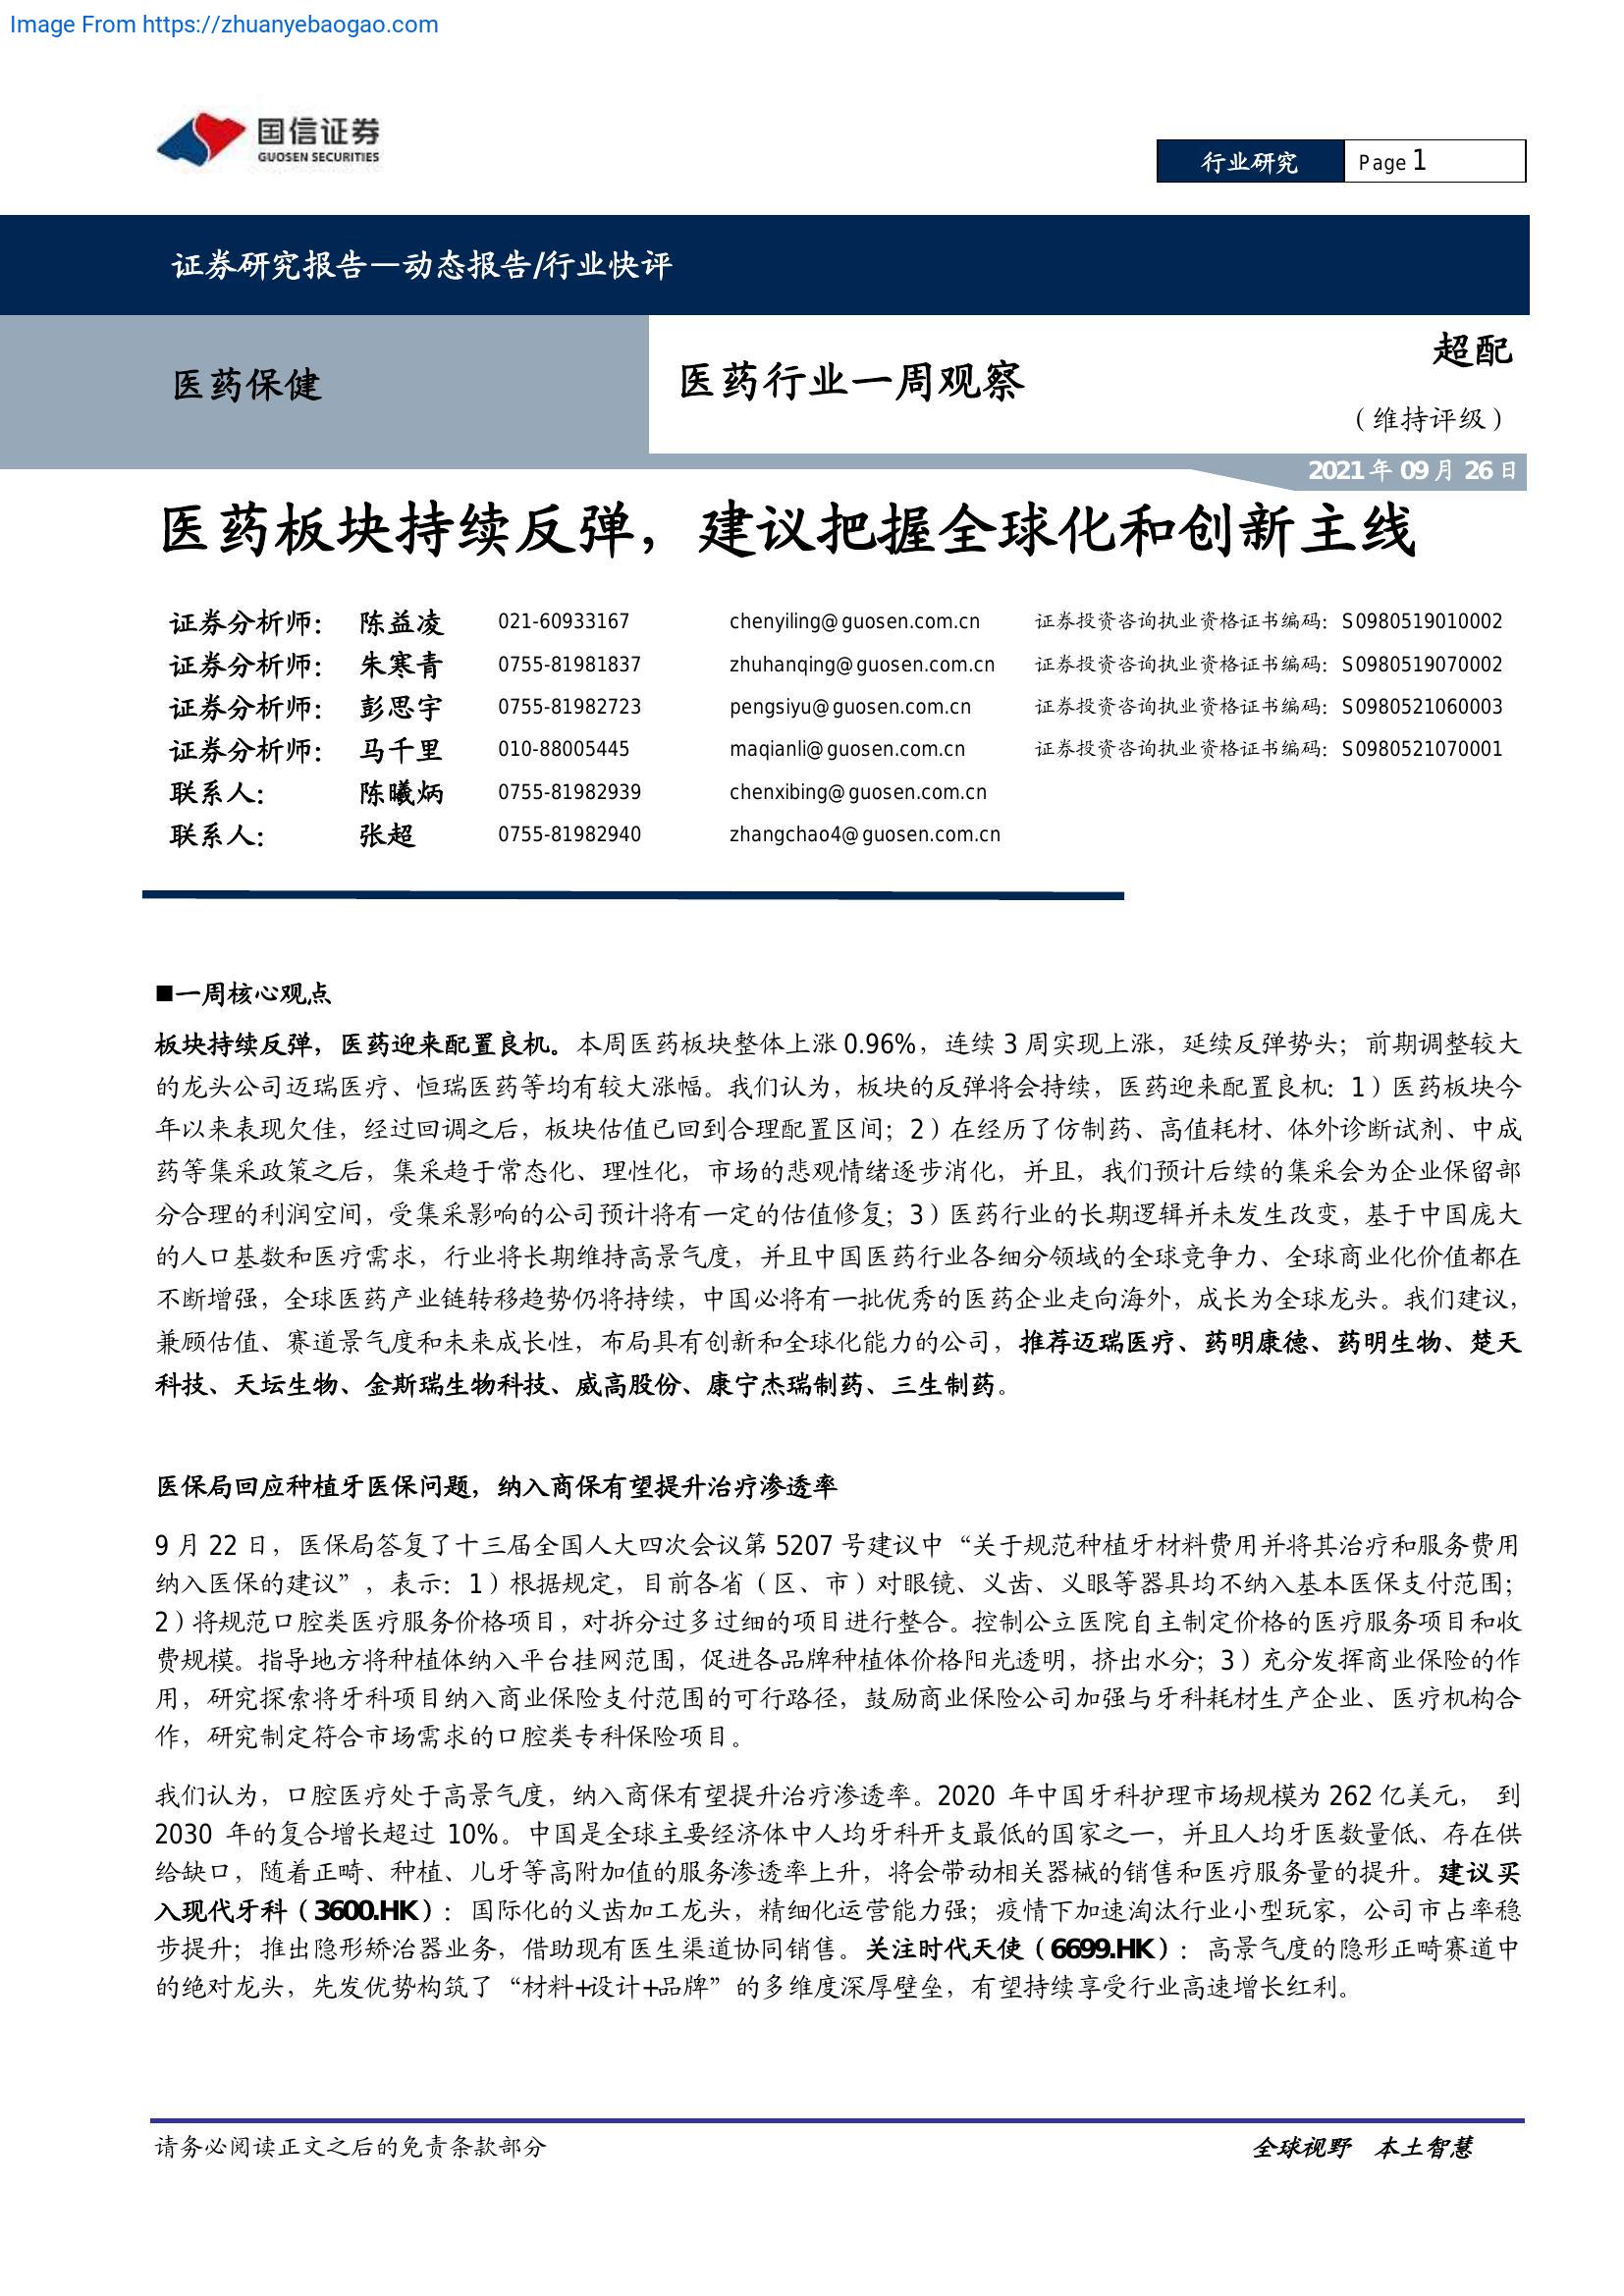 Image From https://zhuanyebaogao.com
国信证券
GUOSEN SECURITIES
行业研究 Page 1
证券研究报告—动态报告/行业快评
医药保健
医药行业一周观察
超配
（维持评级）
2021 年 09 月 26 日
医药板块持续反弹，建议把握全球化和创新主线
证券分析师： 陈益凌 021-60933167 chenyiling@guosen.com.cn 证券投资咨询执业资格证书编码：S0980519010002
证券分析师： 朱寒青 0755-81981837 zhuhanqing@guosen.com.cn 证券投资咨询执业资格证书编码：S0980519070002
证券分析师： 彭思宇 0755-81982723 pengsiyu@guosen.com.cn 证券投资咨询执业资格证书编码：S0980521060003
证券分析师： 马千里 010-88005445 maqianli@guosen.com.cn 证券投资咨询执业资格证书编码：S0980521070001
联系人： 陈曦炳 0755-81982939 chenxibing@guosen.com.cn
联系人： 张超 0755-81982940 zhangchao4@guosen.com.cn
■一周核心观点
板块持续反弹，医药迎来配置良机。本周医药板块整体上涨 0.96%，连续 3 周实现上涨，延续反弹势头；前期调整较大
的龙头公司迈瑞医疗、恒瑞医药等均有较大涨幅。我们认为，板块的反弹将会持续，医药迎来配置良机：1）医药板块今
年以来表现欠佳，经过回调之后，板块估值已回到合理配置区间；2）在经历了仿制药、高值耗材、体外诊断试剂、中成
药等集采政策之后，集采趋于常态化、理性化，市场的悲观情绪逐步消化，并且，我们预计后续的集采会为企业保留部
分合理的利润空间，受集采影响的公司预计将有一定的估值修复；3）医药行业的长期逻辑并未发生改变，基于中国庞大
的人口基数和医疗需求，行业将长期维持高景气度，并且中国医药行业各细分领域的全球竞争力、全球商业化价值都在
不断增强，全球医药产业链转移趋势仍将持续，中国必将有一批优秀的医药企业走向海外，成长为全球龙头。我们建议，
兼顾估值、赛道景气度和未来成长性，布局具有创新和全球化能力的公司，推荐迈瑞医疗、药明康德、药明生物、楚天
科技、天坛生物、金斯瑞生物科技、威高股份、康宁杰瑞制药、三生制药。
医保局回应种植牙医保问题，纳入商保有望提升治疗渗透率
9 月 22 日，医保局答复了十三届全国人大四次会议第 5207 号建议中“关于规范种植牙材料费用并将其治疗和服务费用
纳入医保的建议”，表示：1）根据规定，目前各省（区、市）对眼镜、义齿、义眼等器具均不纳入基本医保支付范围；
2）将规范口腔类医疗服务价格项目，对拆分过多过细的项目进行整合。控制公立医院自主制定价格的医疗服务项目和收
费规模。指导地方将种植体纳入平台挂网范围，促进各品牌种植体价格阳光透明，挤出水分；3）充分发挥商业保险的作
用，研究探索将牙科项目纳入商业保险支付范围的可行路径，鼓励商业保险公司加强与牙科耗材生产企业、医疗机构合
作，研究制定符合市场需求的口腔类专科保险项目。
我们认为，口腔医疗处于高景气度，纳入商保有望提升治疗渗透率。2020 年中国牙科护理市场规模为 262 亿美元， 到
2030 年的复合增长超过 10%。中国是全球主要经济体中人均牙科开支最低的国家之一，并且人均牙医数量低、存在供
给缺口，随着正畸、种植、儿牙等高附加值的服务渗透率上升，将会带动相关器械的销售和医疗服务量的提升。建议买
入现代牙科（3600.HK）：国际化的义齿加工龙头，精细化运营能力强；疫情下加速淘汰行业小型玩家，公司市占率稳
步提升；推出隐形矫治器业务，借助现有医生渠道协同销售。关注时代天使（6699.HK）：高景气度的隐形正畸赛道中
的绝对龙头，先发优势构筑了“材料+设计+品牌”的多维度深厚壁垒，有望持续享受行业高速增长红利。
请务必阅读正文之后的免责条款部分
全球视野 本土智慧